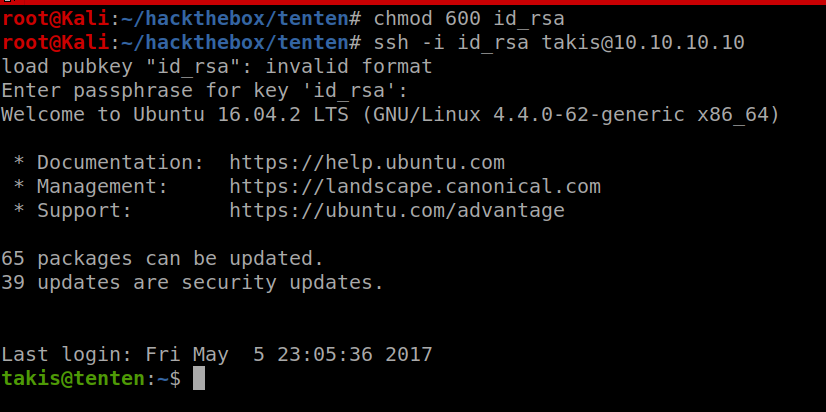 root@Kali:~/hackthebox/tenten# chmod 600 id_rsa
root@Kali:~/hackthebox/tenten# ssh -i id_rsa takis@10.10.10.10
load pubkey "id_rsa": invalid format
Enter passphrase for key 'id_rsa':
Welcome to Ubuntu 16.04.2 LTS (GNU/Linux 4.4.0-62-generic x86_64)
* Documentation:  https://help.ubuntu.com
* Management:     https://landscape.canonical.com
* Support:        https://ubuntu.com/advantage
65 packages can be updated.
39 updates are security updates.
Last login: Fri May  5 23:05:36 2017
takis@tenten:~$